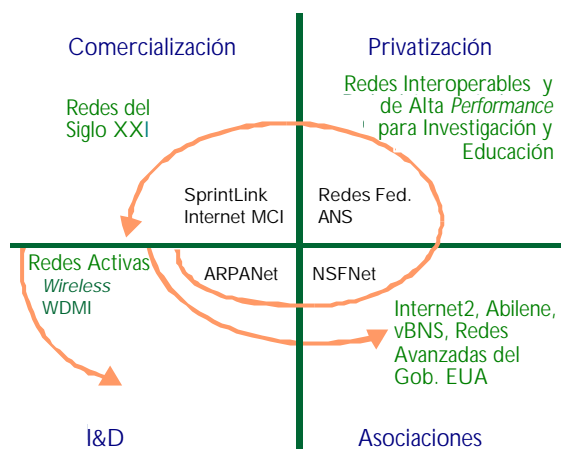 Comercialización
Privatización
Redes del
Siglo XXI
Redes Interoperables y
de Alta Performance
para Investigación y
Educación
SprintLink
Internet MCI
Redes Fed.
ANS
Redes Activas
Wireless
WDMI
ARPANet
NSFNet
Internet2, Abilene,
vBNS, Redes
Avanzadas del
Gob. EUA
I&D
Asociaciones